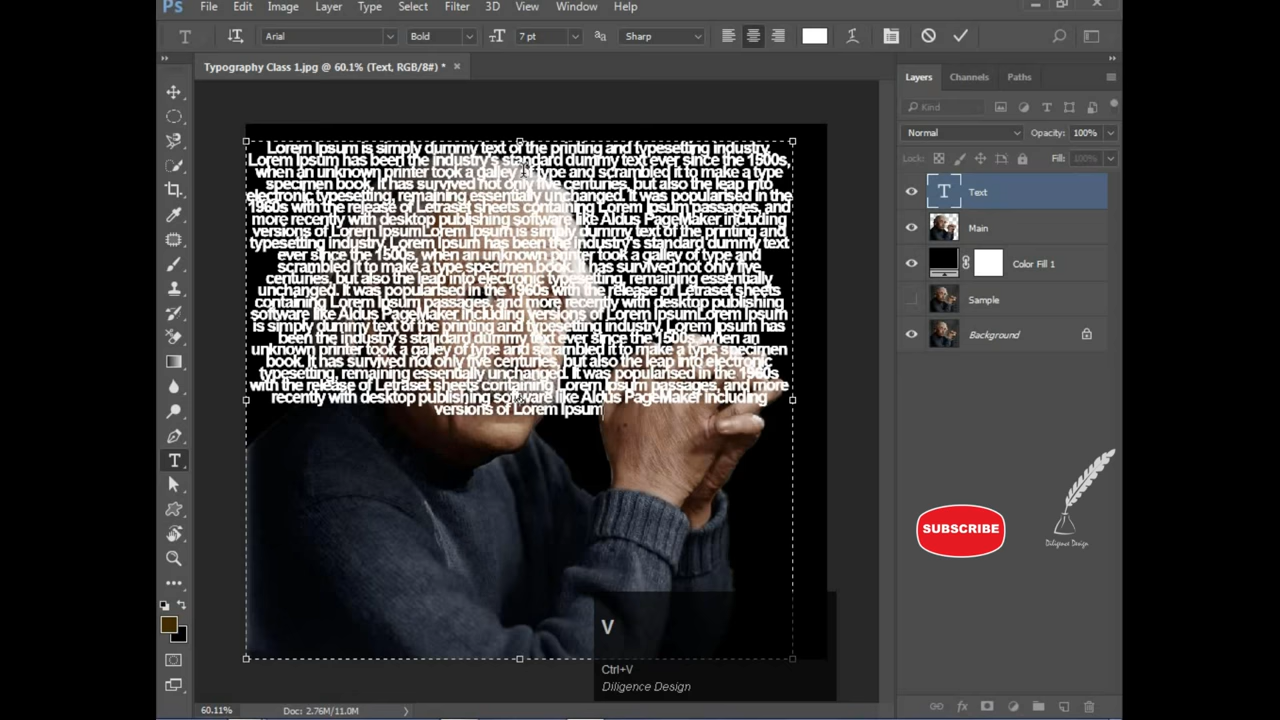 Ps File Edit Image Layer Type Select Filter 3D View Window Help
Arial Bold 7 pt Sharp
Typography Class 1.jpg @ 60.1% (Text, RGB/8#) *
Lorem Ipsum is simply dummy text of the printing and typesetting industry.
Lorem Ipsum has been the industry's standard dummy text ever since the 1500s,
when an unknown printer took a galley of type and scrambled it to make a type
specimen book. It has survived not only five centuries, but also the leap into
electronic typesetting, remaining essentially unchanged. It was popularised in the
1960s with the release of Letraset sheets containing Lorem Ipsum passages, and
more recently with desktop publishing software like Aldus PageMaker including
versions of Lorem IpsumLorem Ipsum is simply dummy text of the printing and
typesetting industry. Lorem Ipsum has been the industry's standard dummy text
ever since the 1500s, when an unknown printer took a galley of type and
scrambled it to make a type specimen book. It has survived not only five
centuries, but also the leap into electronic typesetting, remaining essentially
unchanged. It was popularised in the 1960s with the release of Letraset sheets
containing Lorem Ipsum passages, and more recently with desktop publishing
software like Aldus PageMaker including versions of Lorem IpsumLorem Ipsum
is simply dummy text of the printing and typesetting industry. Lorem Ipsum has
been the industry's standard dummy text ever since the 1500s, when an
unknown printer took a galley of type and scrambled it to make a type specimen
book. It has survived not only five centuries, but also the leap into electronic
typesetting, remaining essentially unchanged. It was popularised in the 1960s
with the release of Letraset sheets containing Lorem Ipsum passages, and more
recently with desktop publishing software like Aldus PageMaker including
versions of Lorem Ipsum
Layers Channels Paths
Kind
Normal Opacity: 100%
Lock: Fill: 100%
Text
Main
Color Fill 1
Sample
Background
SUBSCRIBE
Diligence Design
V
Ctrl+V
Diligence Design
60.11% Doc: 2.76M/11.0M